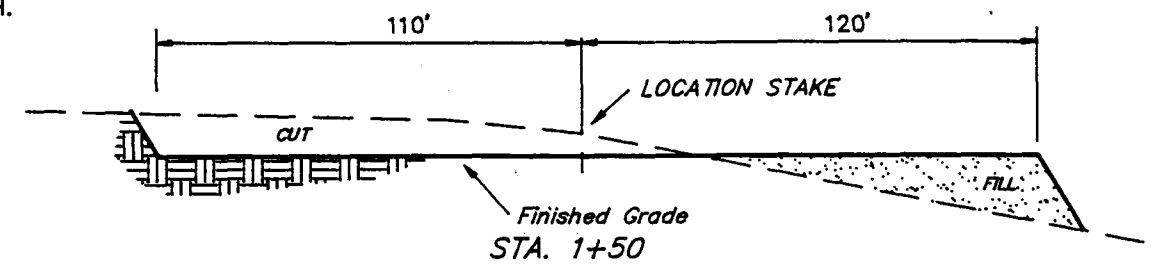 H.
110' 120'
LOCATION STAKE
CUT
FILL
Finished Grade
STA. 1+50